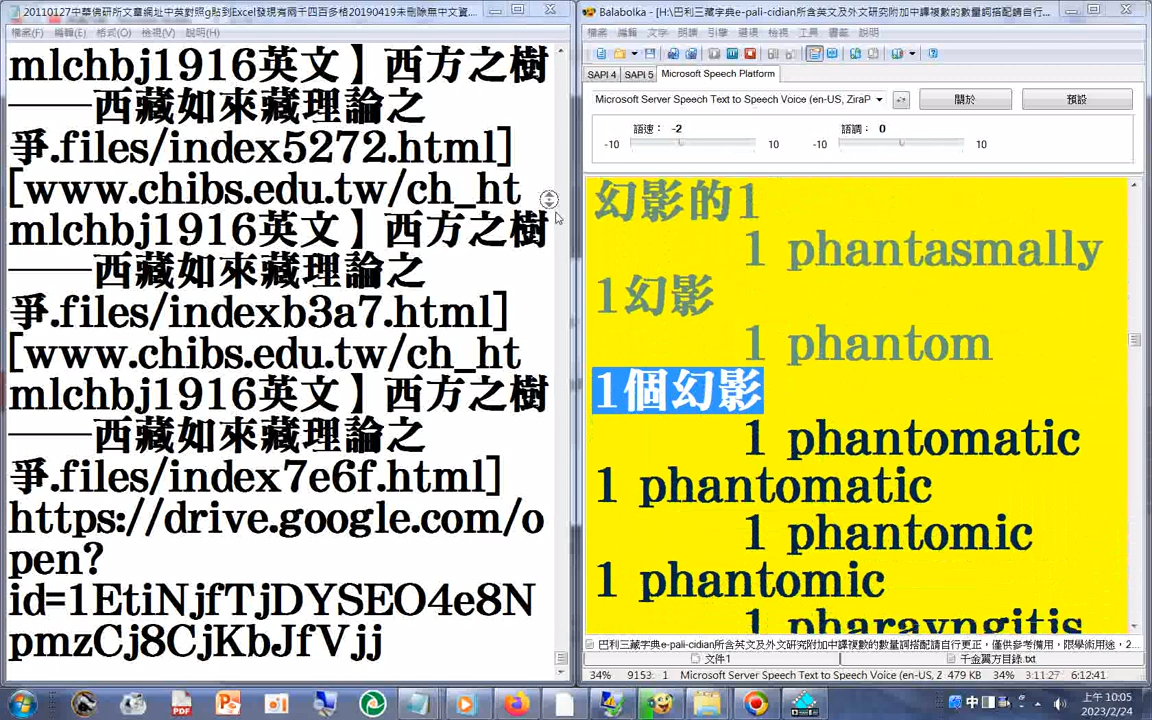 20110127中華佛研所文章網址中英對照g貼到Excel發現有兩千四百多格20190419未刪除無中文資...
檔案(F) 編輯(E) 格式(O) 檢視(V) 說明(H)
mlchbj1916英文】西方之樹
——西藏如來藏理論之
爭.files/index5272.html]
[www.chibs.edu.tw/ch_ht
mlchbj1916英文】西方之樹
——西藏如來藏理論之
爭.files/indexb3a7.html]
[www.chibs.edu.tw/ch_ht
mlchbj1916英文】西方之樹
——西藏如來藏理論之
爭.files/index7e6f.html]
https://drive.google.com/o
pen?
id=1EtiNjfTjDYSEO4e8N
pmzCj8CjKbJfVjj
Balabolka - [H:\巴利三藏字典e-pali-cidian所含英文及外文研究附加中譯複數的數量詞搭配請自行...
檔案 編輯 文字 朗讀 引擎 選項 檢視 工具 書籤 說明
SAPI 4 SAPI 5 Microsoft Speech Platform
Microsoft Server Speech Text to Speech Voice (en-US, ZiraP
關於 預設
語速： -2 語調： 0
-10 10 -10 10
幻影的1
1 phantasmally
1幻影
1 phantom
1個幻影
1 phantomatic
1 phantomatic
1 phantomic
1 phantomic
1 pharayngitis
巴利三藏字典e-pali-cidian所含英文及外文研究附加中譯複數的數量詞搭配請自行更正，僅供參考備用，限學術用途，2...
文件1 千金翼方目錄.txt
34% 9153: 1 Microsoft Server Speech Text to Speech Voice (en-U 479 KB 34% 3:11:27 6:12:41
中
上午 10:05
2023/2/24